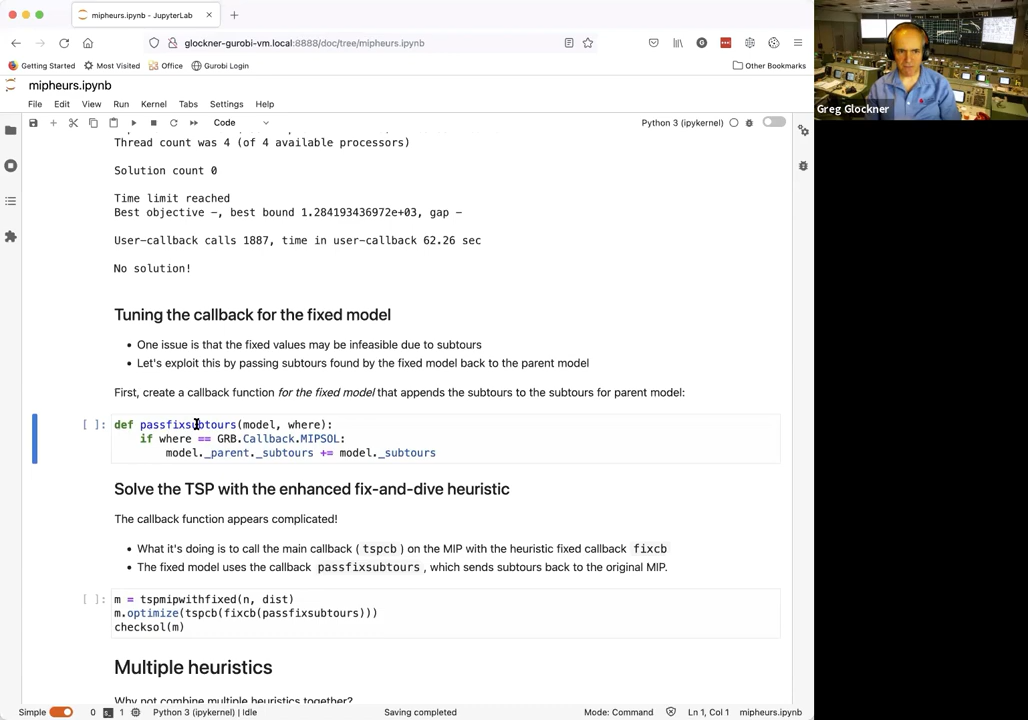 mipheurs.ipynb - JupyterLab
glockner-gurobi-vm.local:8888/doc/tree/mipheurs.ipynb
Getting Started
Most Visited
Office
Gurobi Login
Other Bookmarks
Greg Glockner
mipheurs.ipynb
File Edit View Run Kernel Tabs Settings Help
Code
Python 3 (ipykernel)
Thread count was 4 (of 4 available processors)
Solution count 0
Time limit reached
Best objective -, best bound 1.284193436972e+03, gap -
User-callback calls 1887, time in user-callback 62.26 sec
No solution!
Tuning the callback for the fixed model
• One issue is that the fixed values may be infeasible due to subtours
• Let's exploit this by passing subtours found by the fixed model back to the parent model
First, create a callback function for the fixed model that appends the subtours to the subtours for parent model:
[ ]: def passfixsubtours(model, where):
if where == GRB.Callback.MIPSOL:
model._parent._subtours += model._subtours
Solve the TSP with the enhanced fix-and-dive heuristic
The callback function appears complicated!
• What it's doing is to call the main callback ( tspcb ) on the MIP with the heuristic fixed callback fixcb
• The fixed model uses the callback passfixsubtours , which sends subtours back to the original MIP.
[ ]: m = tspmipwithfixed(n, dist)
m.optimize(tspcb(fixcb(passfixsubtours)))
checksol(m)
Multiple heuristics
Why not combine multiple heuristics together?
Simple 0 1 Python 3 (ipykernel) | Idle Saving completed Mode: Command Ln 1, Col 1 mipheurs.ipynb